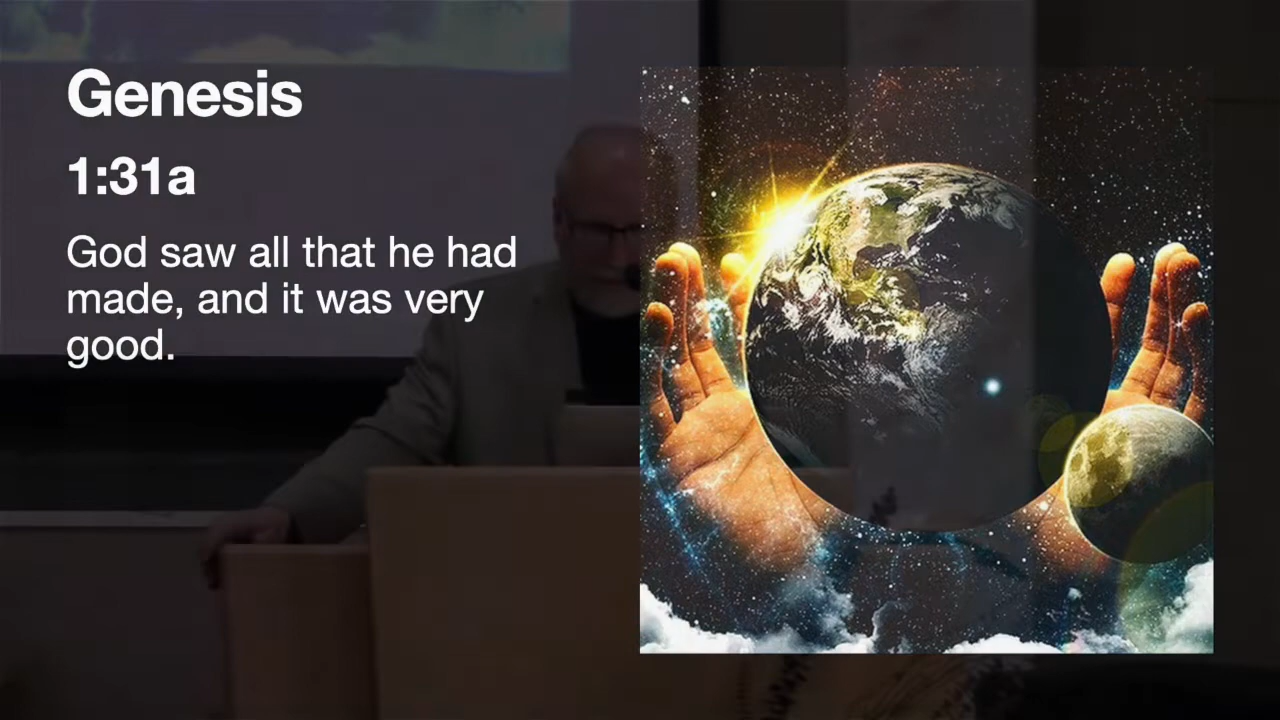 Genesis
1:31a
God saw all that he had
made, and it was very
good.